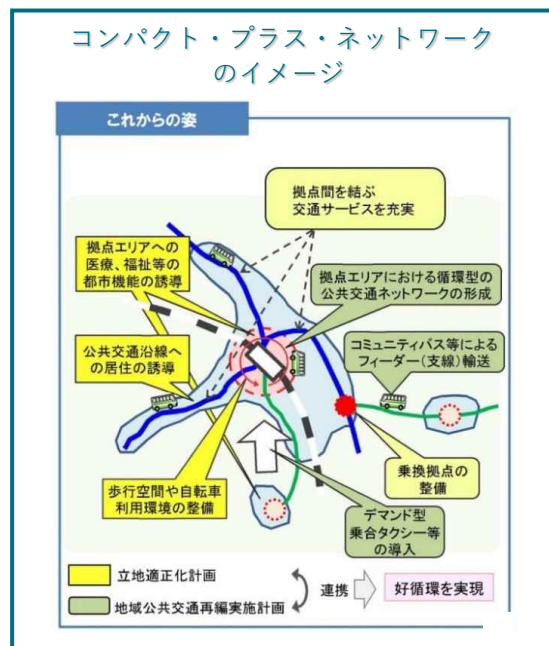 コンパクト・プラス・ネットワーク
のイメージ
これからの姿
拠点間を結ぶ
交通サービスを充実
拠点エリアへの
医療、福祉等の
都市機能の誘導
拠点エリアにおける循環型の
公共交通ネットワークの形成
公共交通沿線へ
の居住の誘導
コミュニティバス等による
フィーダー(支線)輸送
歩行空間や自転車
利用環境の整備
乗換拠点の
整備
デマンド型
乗合タクシー等
の導入
立地適正化計画
地域公共交通再編実施計画
連携
好循環を実現